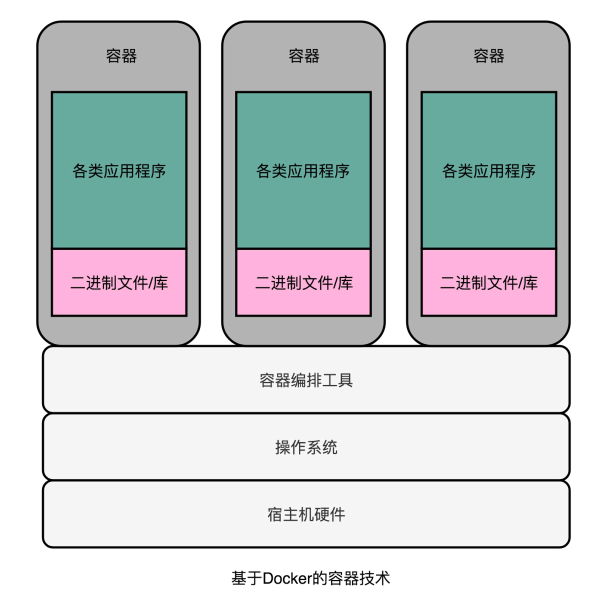 容器
容器
容器
各类应用程序
各类应用程序
各类应用程序
二进制文件/库
二进制文件/库
二进制文件/库
容器编排工具
操作系统
宿主机硬件
基于Docker的容器技术